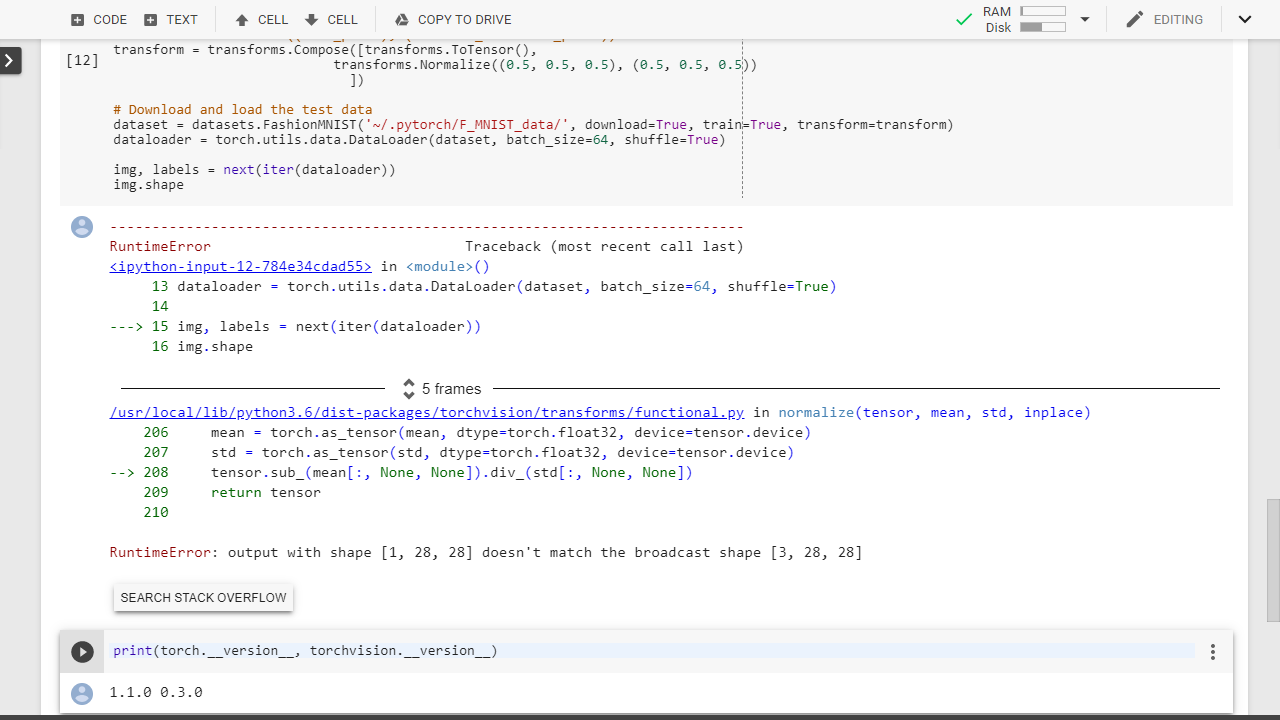 CODE TEXT CELL CELL COPY TO DRIVE RAM Disk EDITING
[12]
transform = transforms.Compose([transforms.ToTensor(),
transforms.Normalize((0.5, 0.5, 0.5), (0.5, 0.5, 0.5))
])
# Download and load the test data
dataset = datasets.FashionMNIST('~/.pytorch/F_MNIST_data/', download=True, train=True, transform=transform)
dataloader = torch.utils.data.DataLoader(dataset, batch_size=64, shuffle=True)
img, labels = next(iter(dataloader))
img.shape
---------------------------------------------------------------------------
RuntimeError Traceback (most recent call last)
<ipython-input-12-784e34cdad55> in <module>()
13 dataloader = torch.utils.data.DataLoader(dataset, batch_size=64, shuffle=True)
14
---> 15 img, labels = next(iter(dataloader))
16 img.shape
5 frames
/usr/local/lib/python3.6/dist-packages/torchvision/transforms/functional.py in normalize(tensor, mean, std, inplace)
206 mean = torch.as_tensor(mean, dtype=torch.float32, device=tensor.device)
207 std = torch.as_tensor(std, dtype=torch.float32, device=tensor.device)
--> 208 tensor.sub_(mean[:, None, None]).div_(std[:, None, None])
209 return tensor
210
RuntimeError: output with shape [1, 28, 28] doesn't match the broadcast shape [3, 28, 28]
SEARCH STACK OVERFLOW
print(torch.__version__, torchvision.__version__)
1.1.0 0.3.0